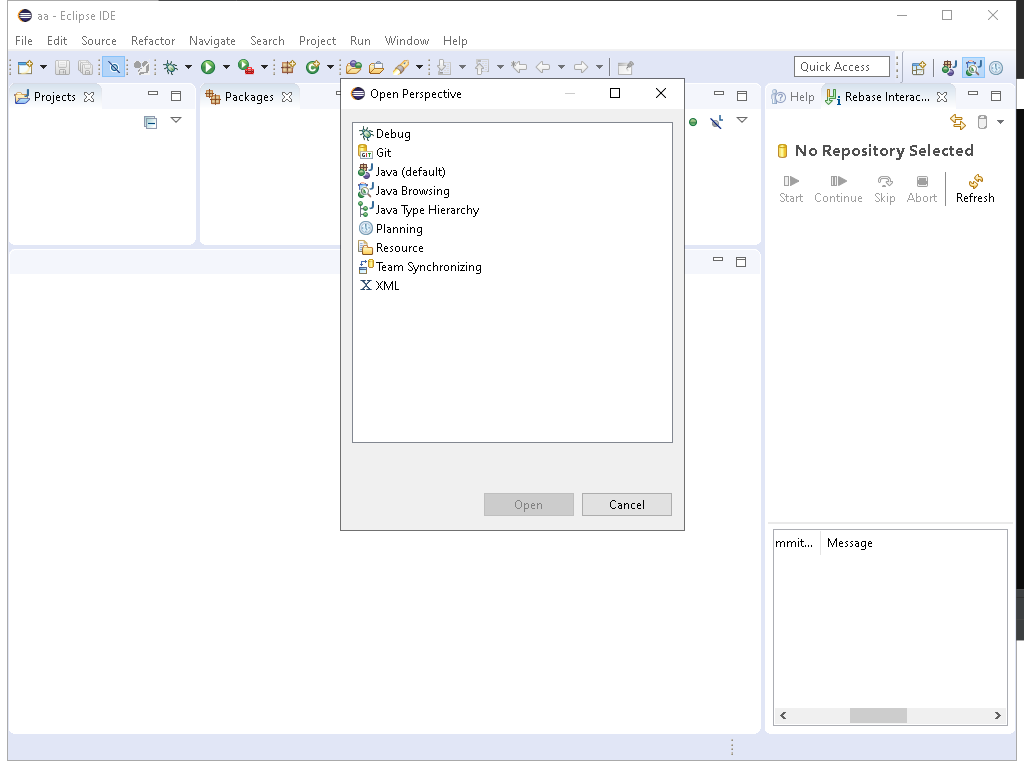 aa - Eclipse IDE
File Edit Source Refactor Navigate Search Project Run Window Help
Quick Access
Projects
Packages
Help
Rebase Interac...
No Repository Selected
Start Continue Skip Abort Refresh
mmit... Message
Open Perspective
Debug
Git
Java (default)
Java Browsing
Java Type Hierarchy
Planning
Resource
Team Synchronizing
XML
Open Cancel